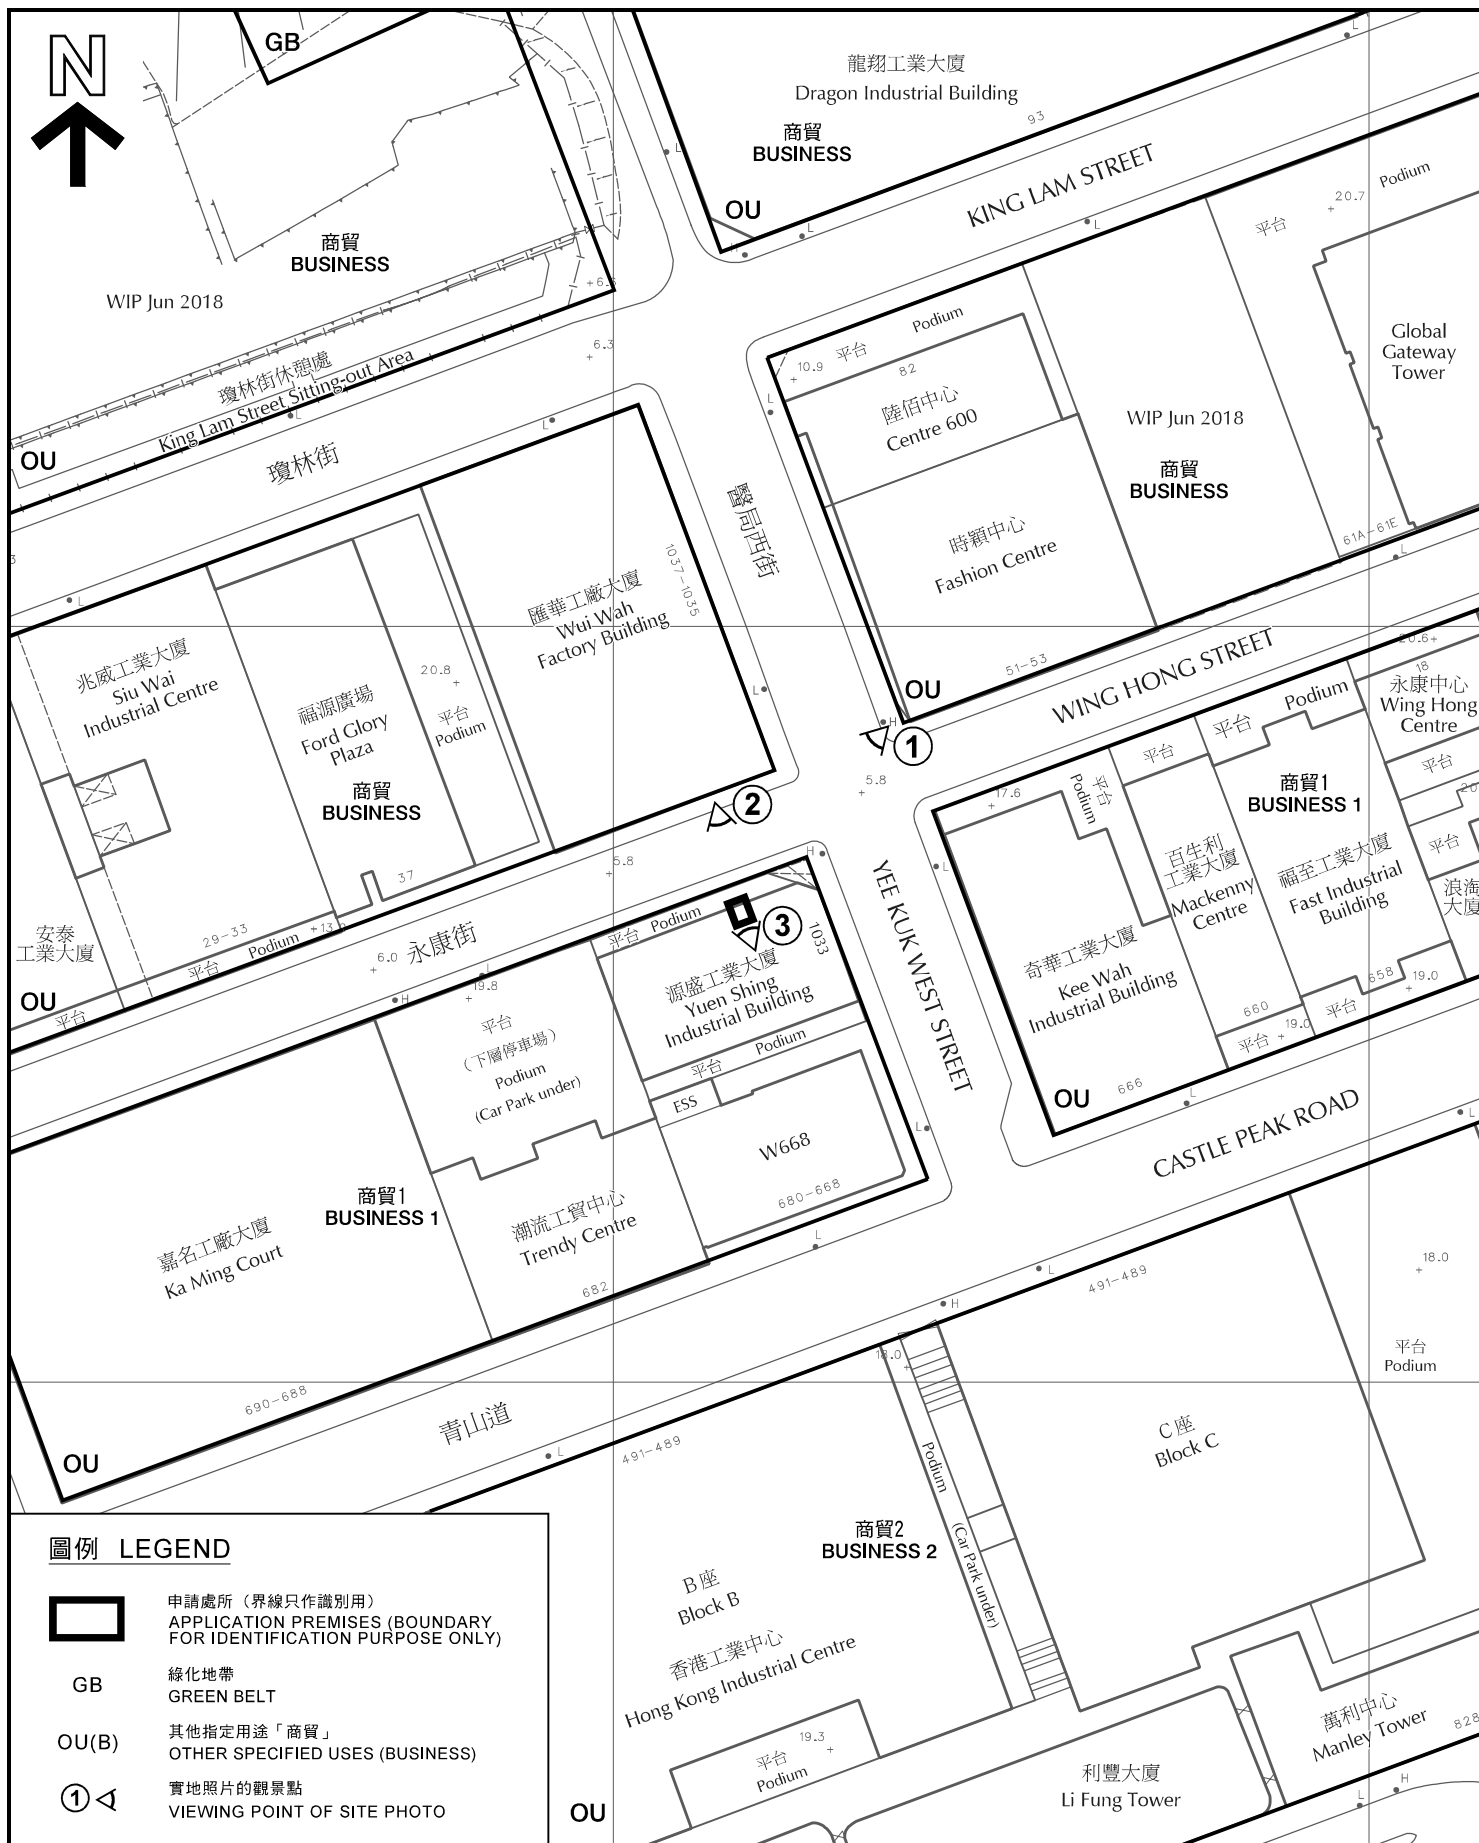 N
GB
龍翔工業大廈
Dragon Industrial Building
93
商貿
BUSINESS
OU
L
L
L
L
H
KING LAM STREET
20.7
平台
Podium
商貿
BUSINESS
WIP Jun 2018
6.3
瓊林街休憩處
King Lam Street Sitting-out Area
OU
L
L
瓊林街
10.9
平台
Podium
82
陸佰中心
Centre 600
WIP Jun 2018
商貿
BUSINESS
Global
Gateway
Tower
61A-61E
L
L
醫局西街
時穎中心
Fashion Centre
51-53
OU
L
兆威工業大廈
Siu Wai
Industrial Centre
福源廣場
Ford Glory
Plaza
20.8
平台
Podium
商貿
BUSINESS
匯華工廠大廈
Wui Wah
Factory Building
1037-1035
L
H
1
2
5.8
WING HONG STREET
20.6
18
永康中心
Wing Hong
Centre
平台
平台
Podium
平台
17.6
平台
Podium
商貿1
BUSINESS 1
百生利
工業大廈
Mackenny
Centre
福至工業大廈
Fast Industrial
Building
平台
浪淘
大廈
37
5.8
H
L
安泰
工業大廈
29-33
平台
Podium
OU
平台
6.0
永康街
L
H
19.8
平台
Podium
3
1033
源盛工業大廈
Yuen Shing
Industrial Building
YEE KUK WEST STREET
奇華工業大廈
Kee Wah
Industrial Building
660
平台
19.0
平台
658
19.0
OU
666
L
平台
(下層停車場)
Podium
(Car Park under)
平台
Podium
ESS
W668
680-668
L
商貿1
BUSINESS 1
潮流工貿中心
Trendy Centre
682
L
嘉名工廠大廈
Ka Ming Court
690-688
OU
CASTLE PEAK ROAD
L
L
491-489
H
18.0
18.0
平台
Podium
青山道
L
491-489
C座
Block C
Podium
(Car Park under)
商貿2
BUSINESS 2
B座
Block B
香港工業中心
Hong Kong Industrial Centre
19.3
平台
Podium
OU
利豐大廈
Li Fung Tower
萬利中心
Manley Tower
828
L
H
圖例 LEGEND
申請處所（界線只作識別用）
APPLICATION PREMISES (BOUNDARY
FOR IDENTIFICATION PURPOSE ONLY)
GB
綠化地帶
GREEN BELT
OU(B)
其他指定用途「商貿」
OTHER SPECIFIED USES (BUSINESS)
1
實地照片的觀景點
VIEWING POINT OF SITE PHOTO